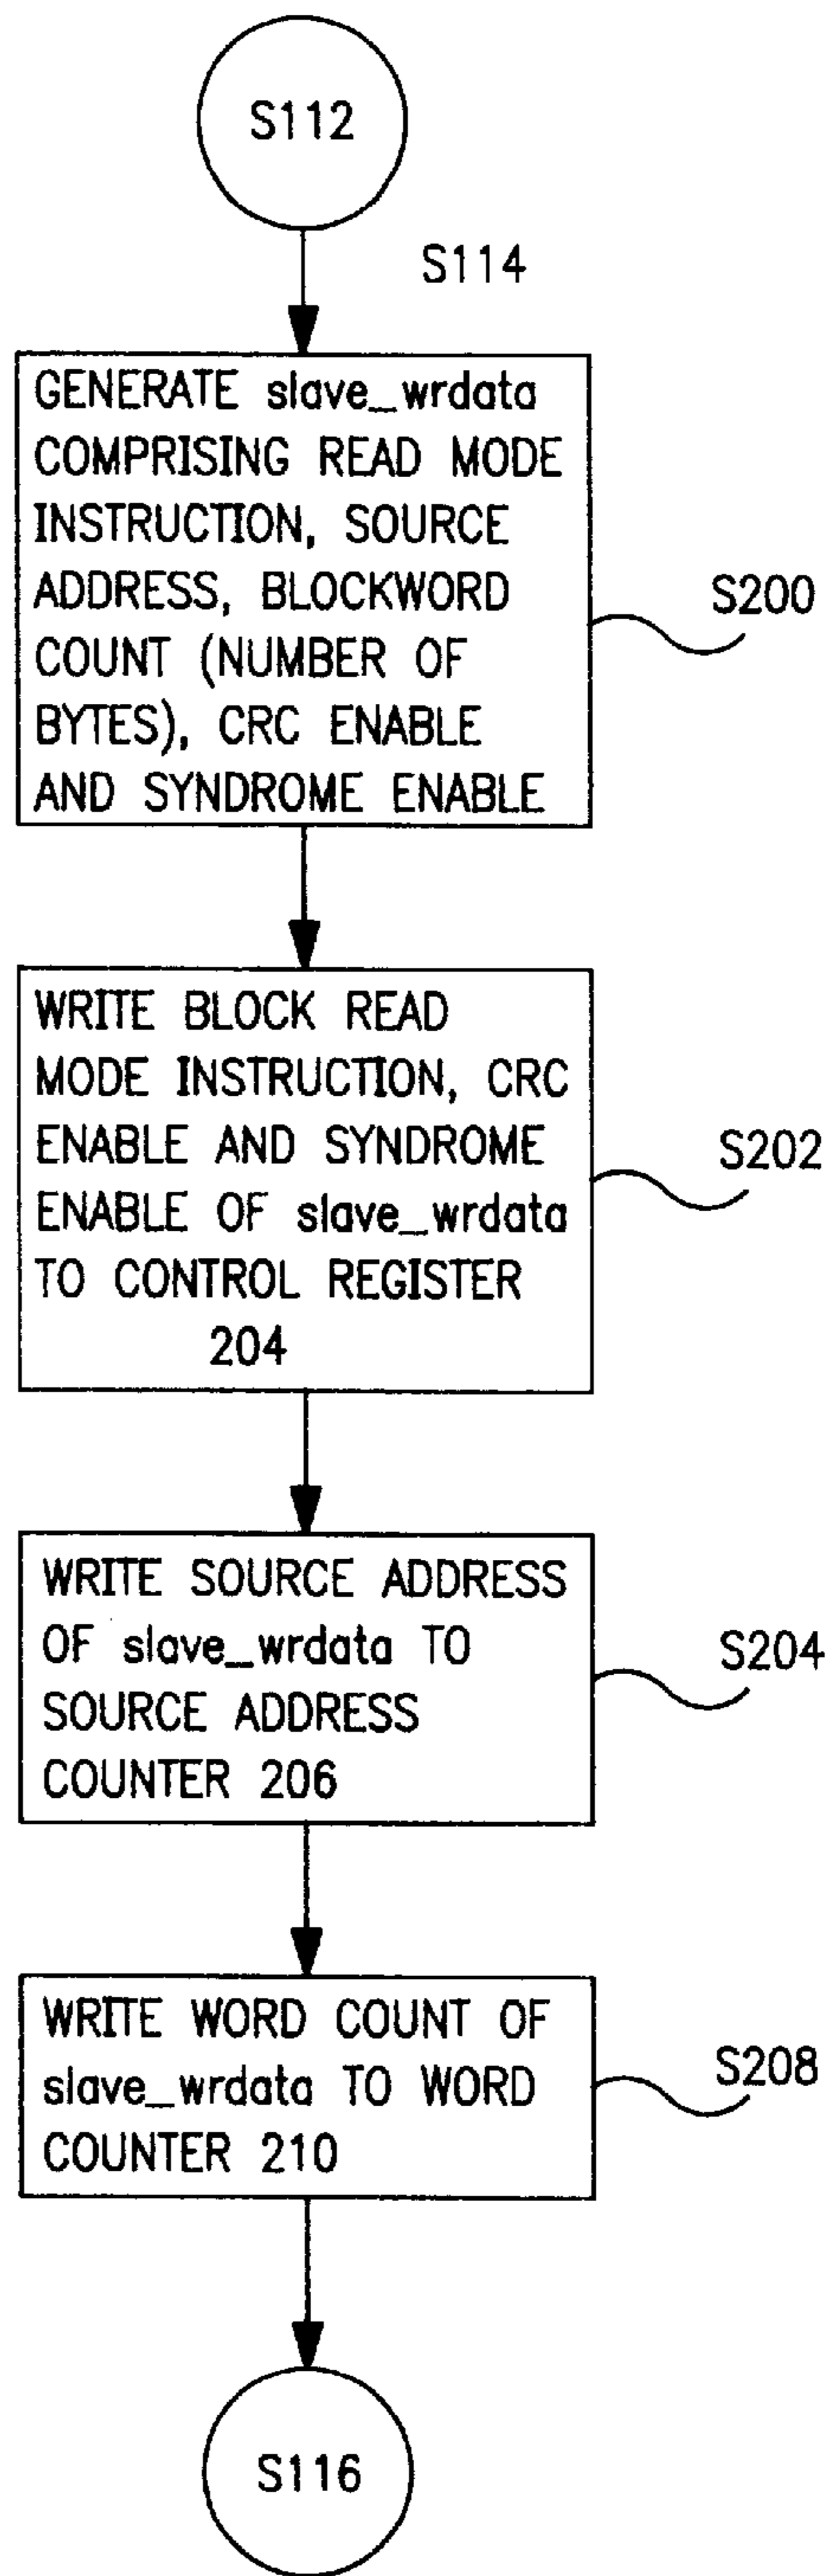 S112
S114
GENERATE slave_wrdata
COMPRISING READ MODE
INSTRUCTION, SOURCE
ADDRESS, BLOCKWORD
COUNT (NUMBER OF
BYTES), CRC ENABLE
AND SYNDROME ENABLE
S200
WRITE BLOCK READ
MODE INSTRUCTION, CRC
ENABLE AND SYNDROME
ENABLE OF slave_wrdata
TO CONTROL REGISTER
204
S202
WRITE SOURCE ADDRESS
OF slave_wrdata TO
SOURCE ADDRESS
COUNTER 206
S204
WRITE WORD COUNT OF
slave_wrdata TO WORD
COUNTER 210
S208
S116